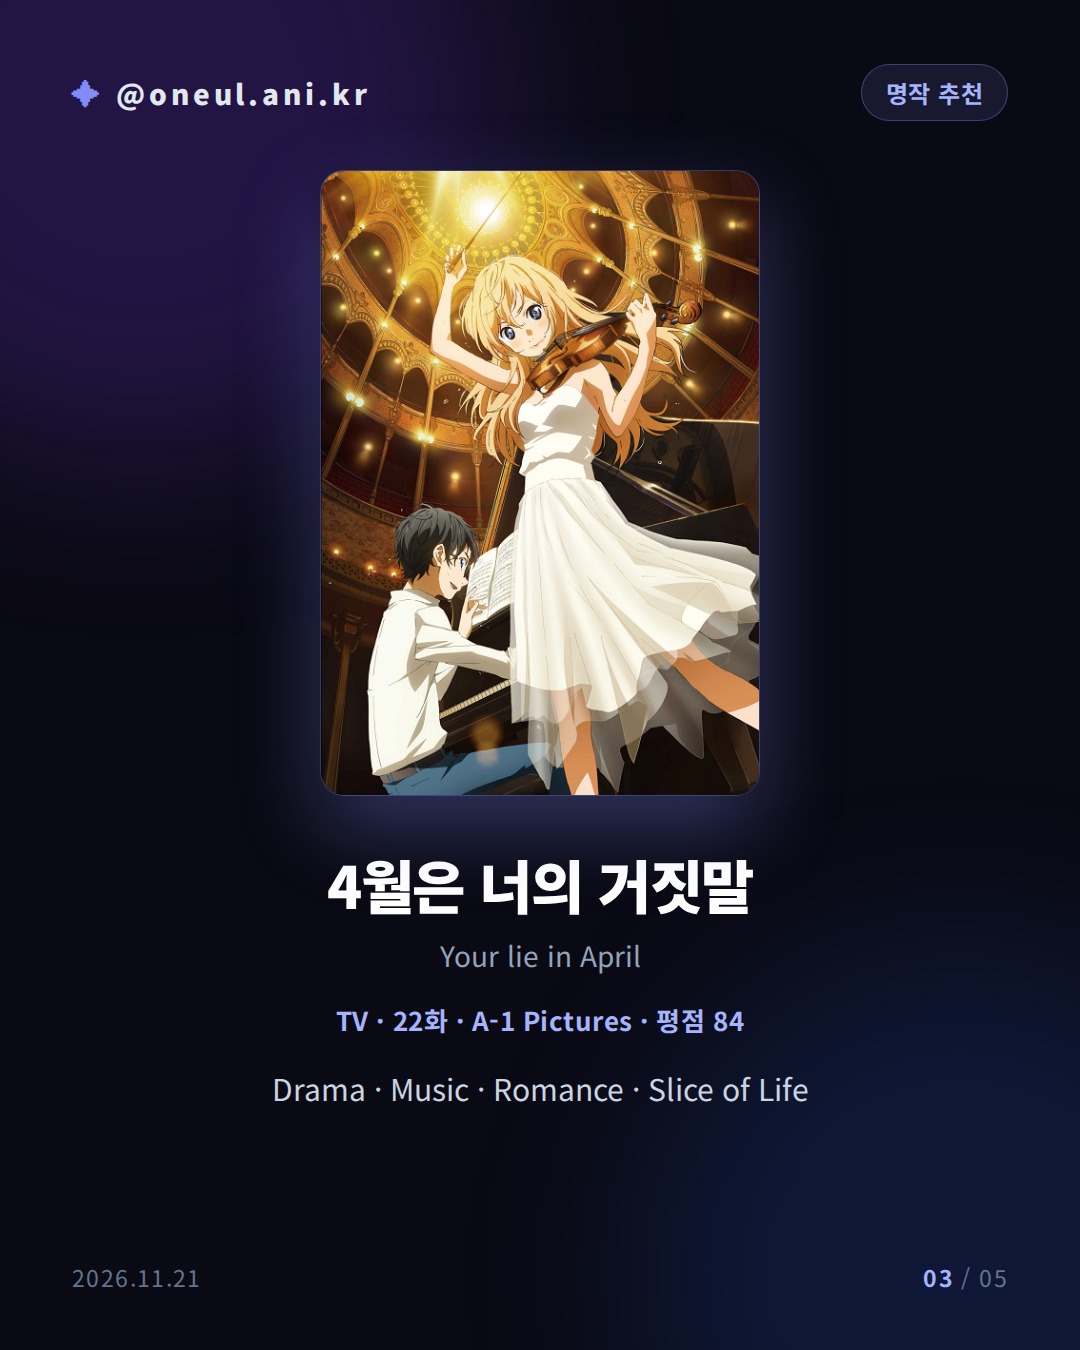 @oneul.ani.kr
명작 추천
4월은 너의 거짓말
Your lie in April
TV · 22화 · A-1 Pictures · 평점 84
Drama · Music · Romance · Slice of Life
2026.11.21
03 / 05